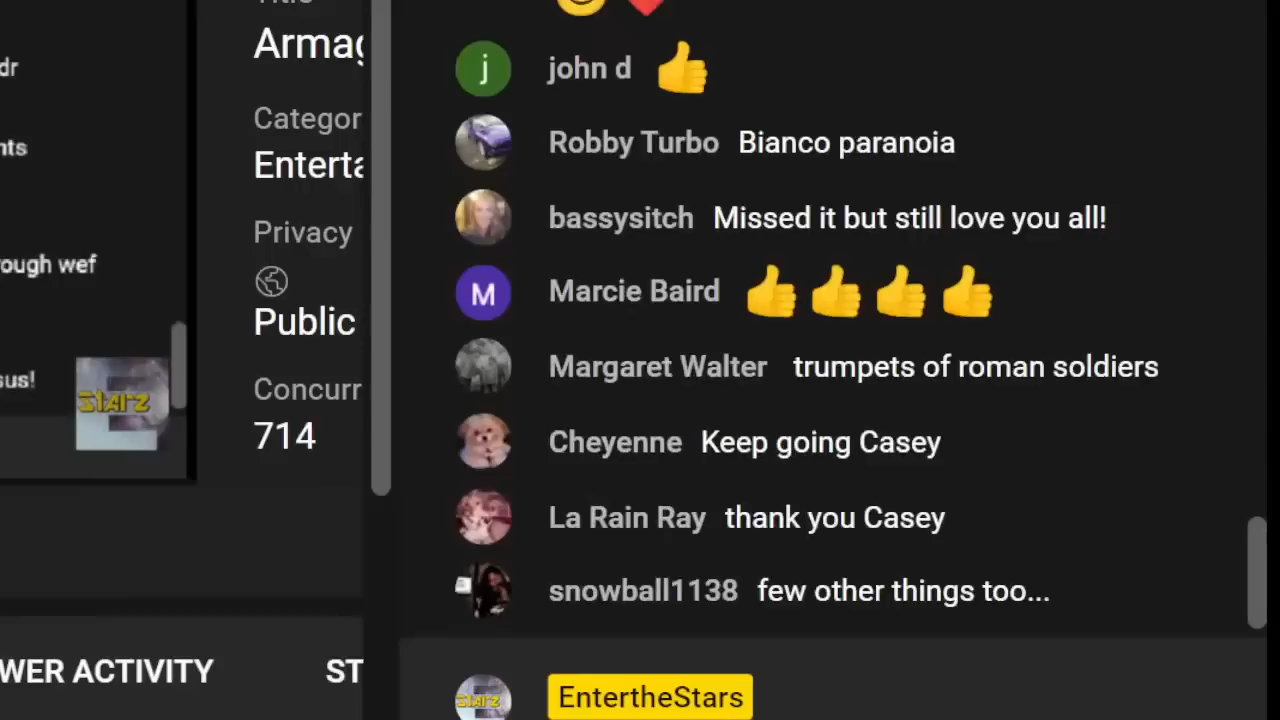 dr
nts
ough wef
sus!
STARZ
WER ACTIVITY
ST
Armag
Categor
Enterta
Privacy
Public
Concurr
714
j john d
Robby Turbo Bianco paranoia
bassysitch Missed it but still love you all!
M Marcie Baird
Margaret Walter trumpets of roman soldiers
Cheyenne Keep going Casey
La Rain Ray thank you Casey
snowball1138 few other things too...
STARZ EntertheStars